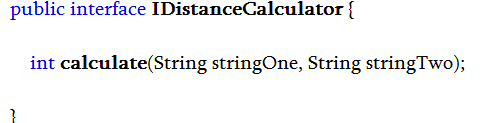 public interface IDistanceCalculator {
int calculate(String stringOne, String stringTwo);
}